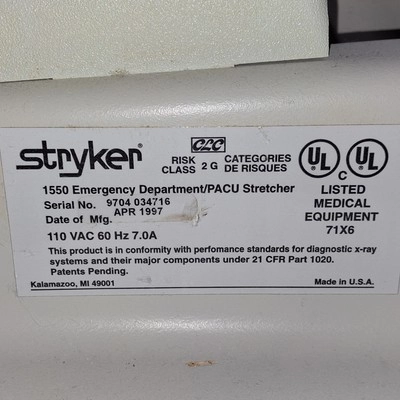 stryker®
CLC
RISK CLASS 2 G CATEGORIES DE RISQUES
UL C UL
LISTED
MEDICAL
EQUIPMENT
71X6
1550 Emergency Department/PACU Stretcher
Serial No. 9704 034716
Date of Mfg. APR 1997
110 VAC 60 Hz 7.0A
This product is in conformity with perfomance standards for diagnostic x-ray
systems and their major components under 21 CFR Part 1020.
Patents Pending.
Kalamazoo, MI 49001
Made in U.S.A.